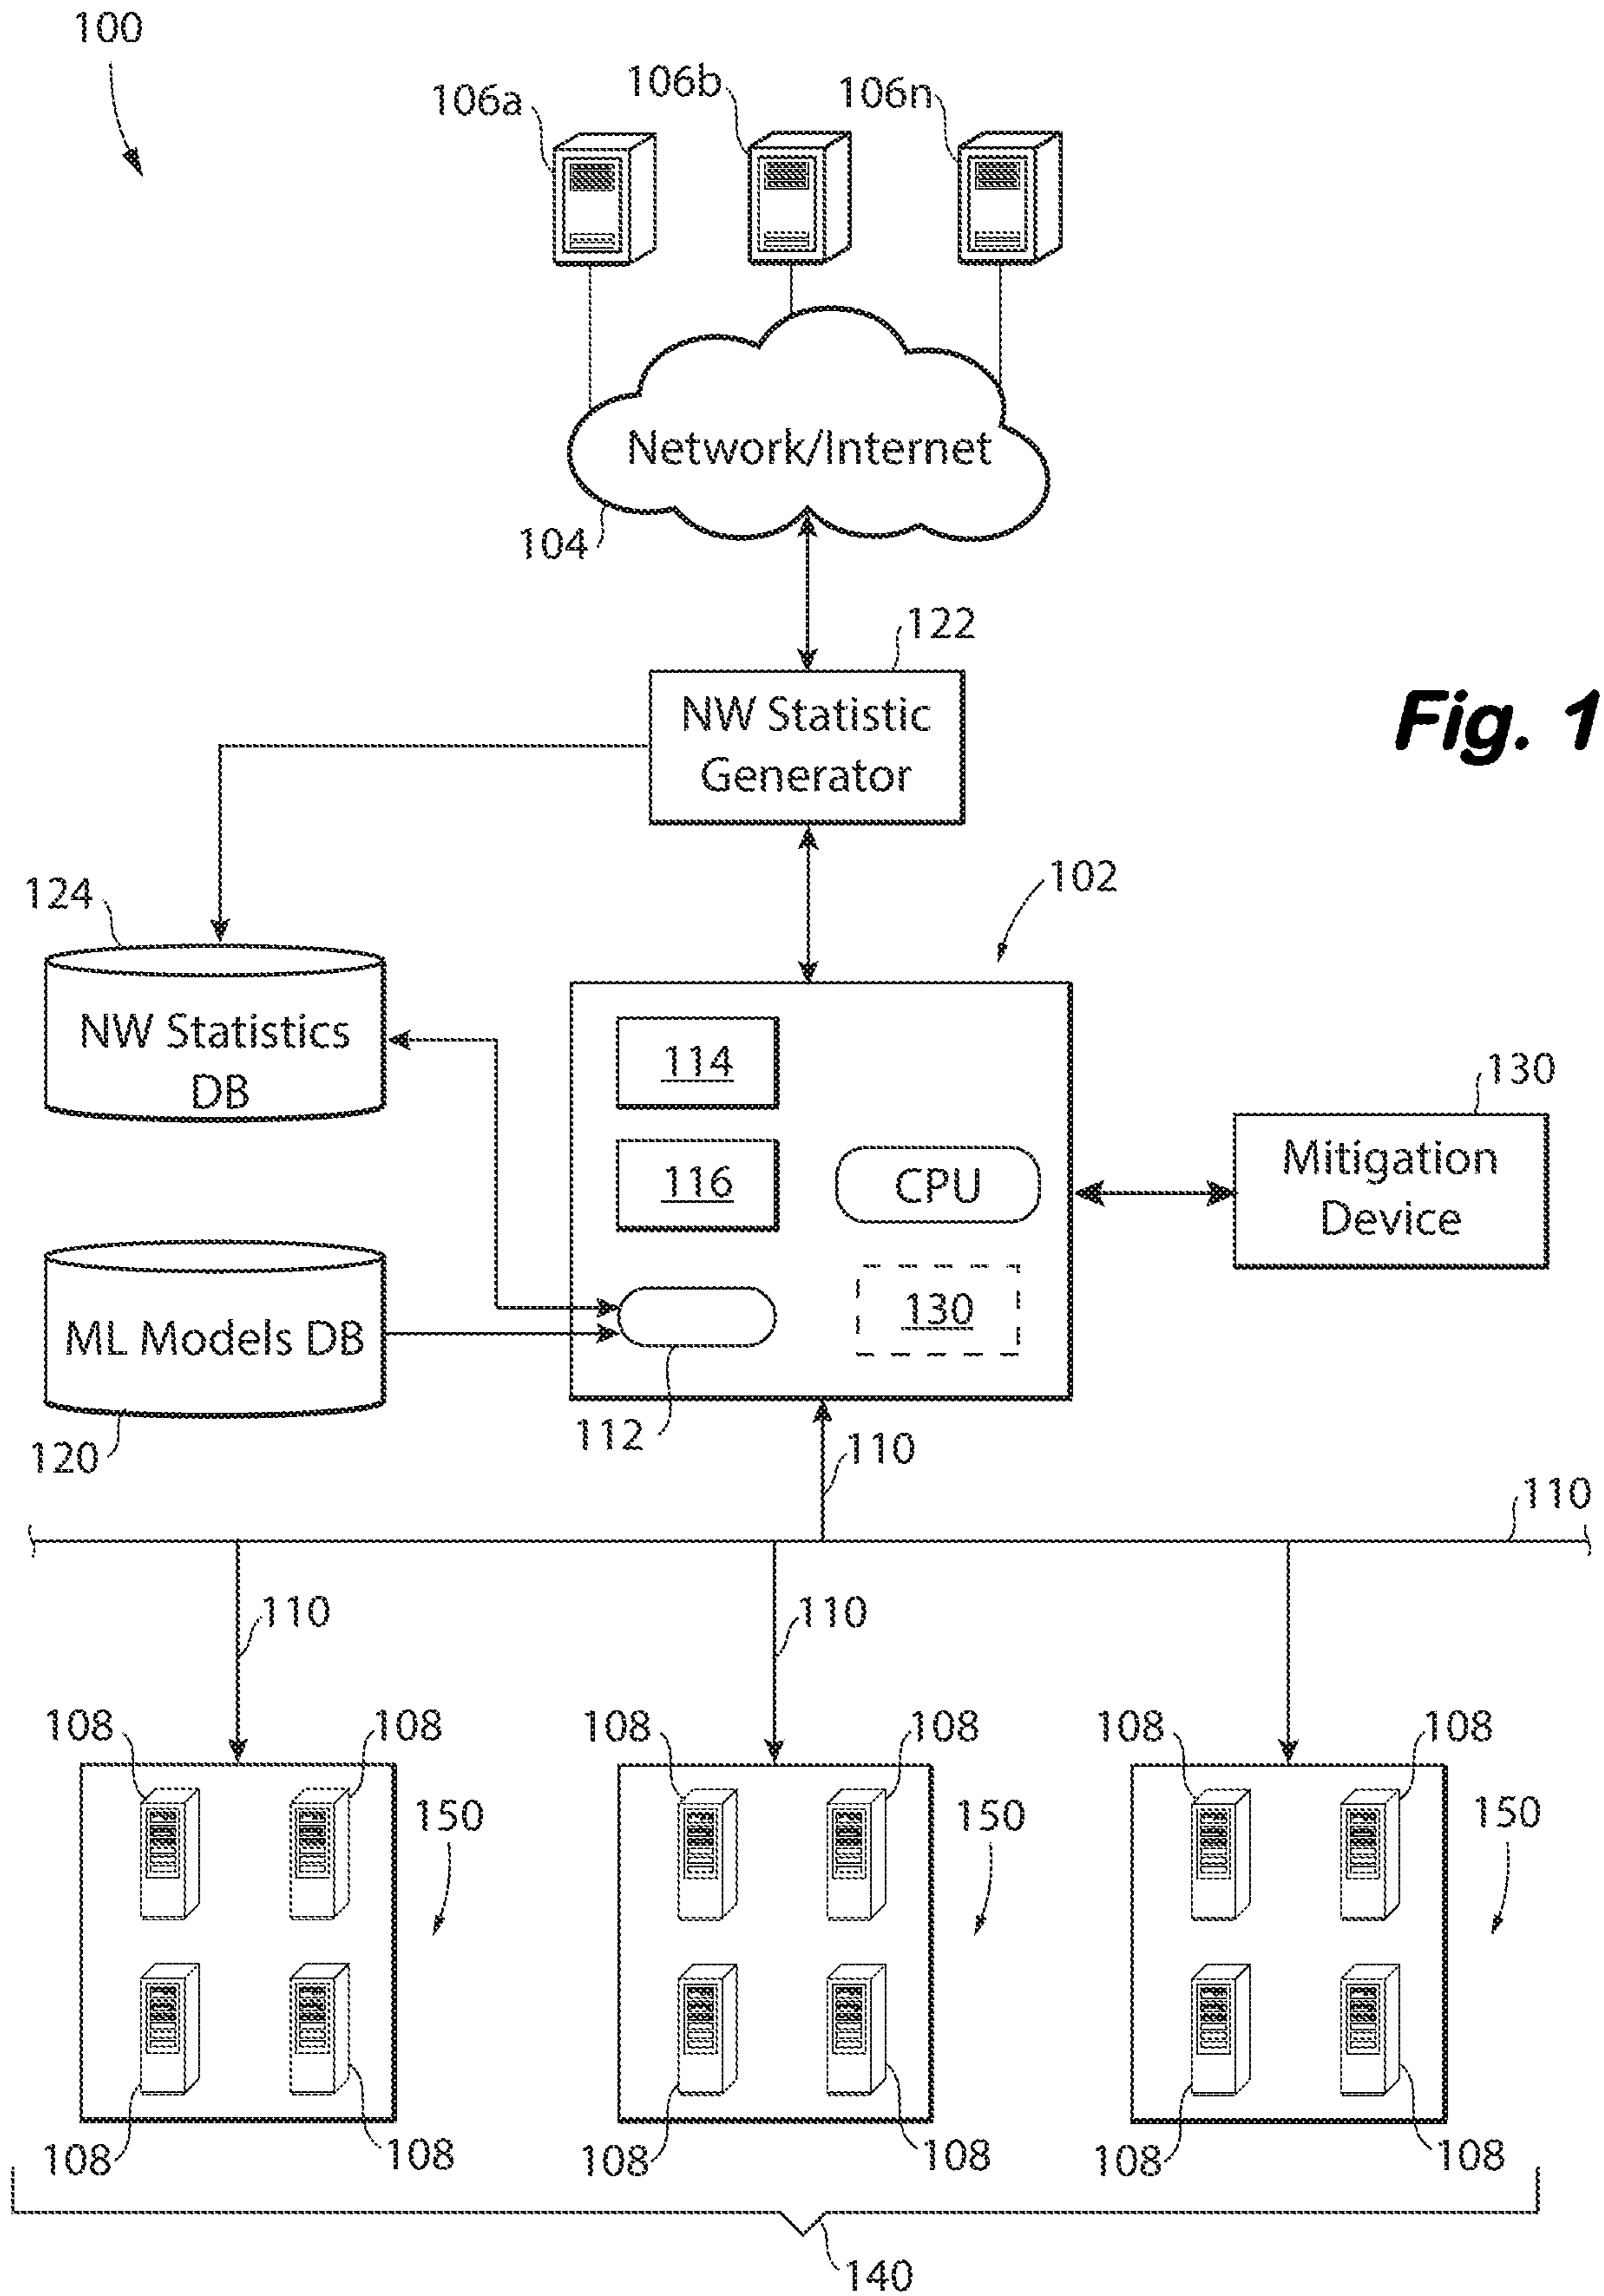 100
106a
106b
106n
Network/Internet
104
122
NW Statistic
Generator
Fig. 1
102
124
NW Statistics
DB
114
116
CPU
130
Mitigation
Device
130
ML Models DB
120
112
110
110
110
110
108
108
108
108
108
108
150
150
150
108
108
108
108
108
108
140